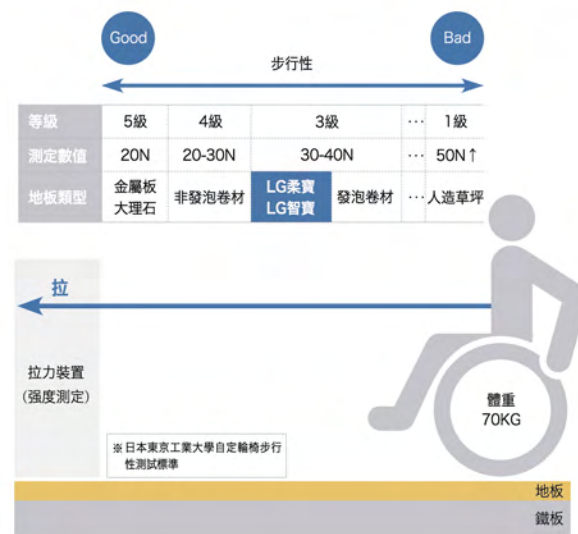 Good
Bad
步行性
等級 5級 4級 3級 … 1級
測定數值 20N 20-30N 30-40N … 50N↑
地板類型 金屬板 大理石 非發泡卷材 LG柔寶 LG智寶 發泡卷材 … 人造草坪
拉
拉力裝置
(强度測定)
體重
70KG
※日本東京工業大學自定輪椅步行
性測試標準
地板
鐵板